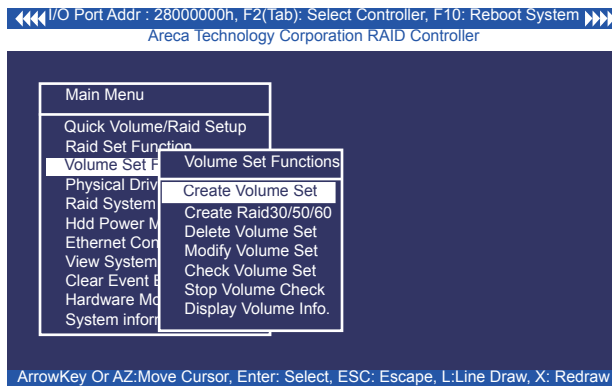 I/O Port Addr : 28000000h, F2(Tab): Select Controller, F10: Reboot System
Areca Technology Corporation RAID Controller
Main Menu
Quick Volume/Raid Setup
Raid Set Function
Volume Set F
Physical Driv
Raid System
Hdd Power M
Ethernet Con
View System
Clear Event B
Hardware Mo
System inform
Volume Set Functions
Create Volume Set
Create Raid30/50/60
Delete Volume Set
Modify Volume Set
Check Volume Set
Stop Volume Check
Display Volume Info.
ArrowKey Or AZ:Move Cursor, Enter: Select, ESC: Escape, L:Line Draw, X: Redraw